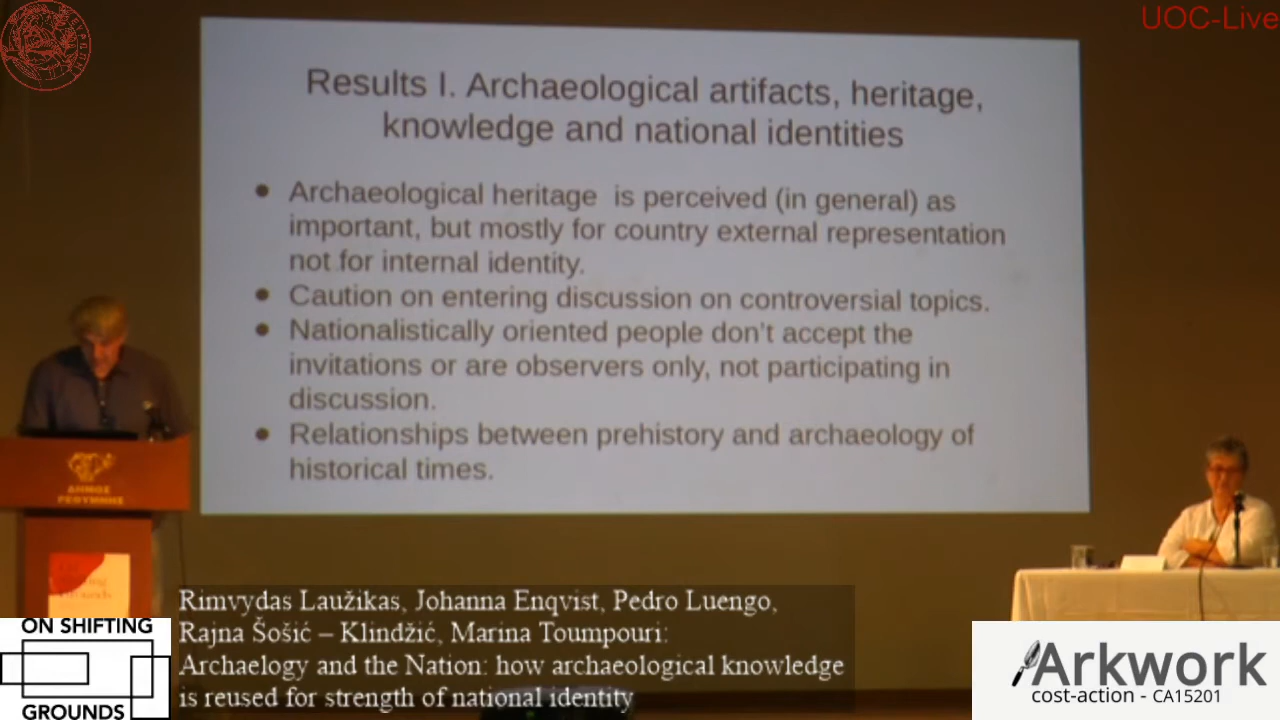 UOC-Live
Results I. Archaeological artifacts, heritage,
knowledge and national identities
• Archaeological heritage is perceived (in general) as
important, but mostly for country external representation
not for internal identity.
• Caution on entering discussion on controversial topics.
• Nationalistically oriented people don't accept the
invitations or are observers only, not participating in
discussion.
• Relationships between prehistory and archaeology of
historical times.
ΔΗΜΟΣ
ΡΕΘΥΜΝΗΣ
Rimvydas Laužikas, Johanna Enqvist, Pedro Luengo,
Rajna Šošić – Klindžić, Marina Toumpouri:
Archaelogy and the Nation: how archaeological knowledge
is reused for strength of national identity
ON SHIFTING
GROUNDS
Arkwork
cost-action - CA15201